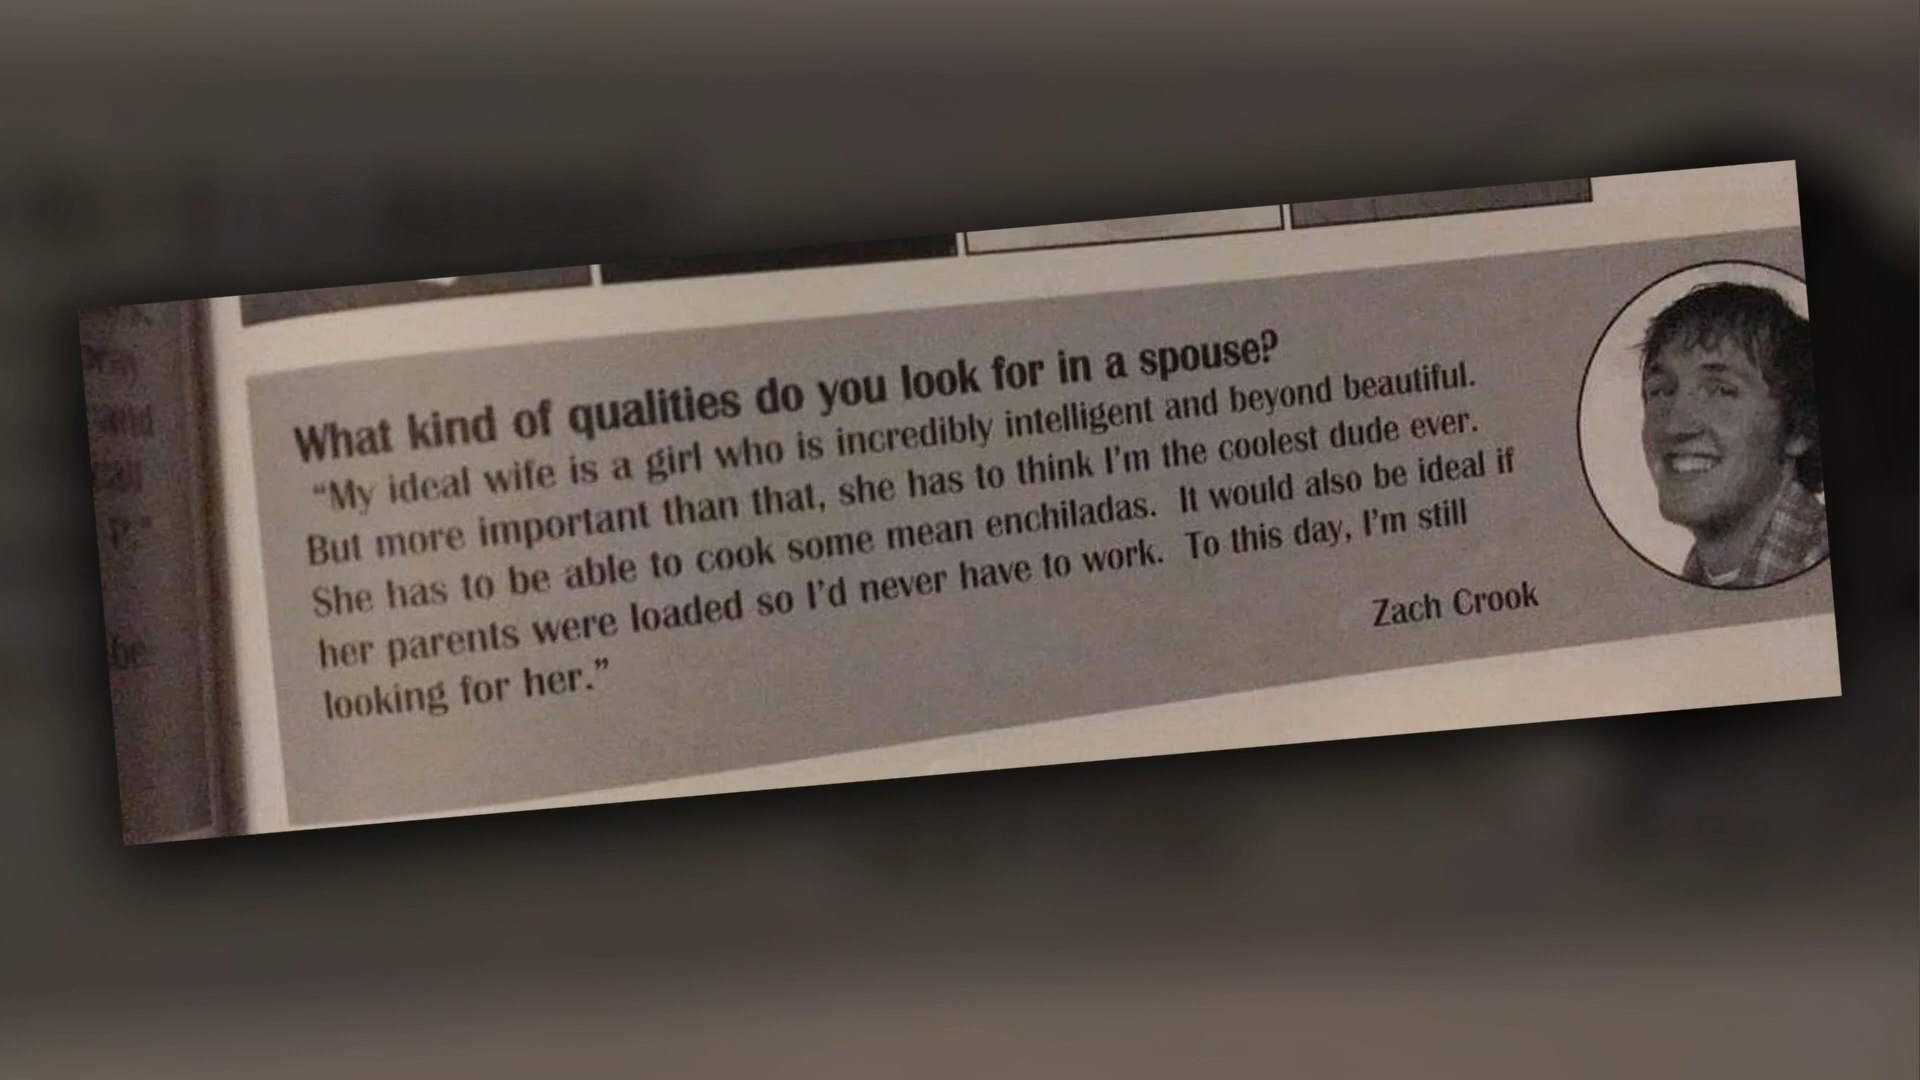 What kind of qualities do you look for in a spouse?
“My ideal wife is a girl who is incredibly intelligent and beyond beautiful.
But more important than that, she has to think I'm the coolest dude ever.
She has to be able to cook some mean enchiladas. It would also be ideal if
her parents were loaded so I'd never have to work. To this day, I'm still
looking for her.”
Zach Crook